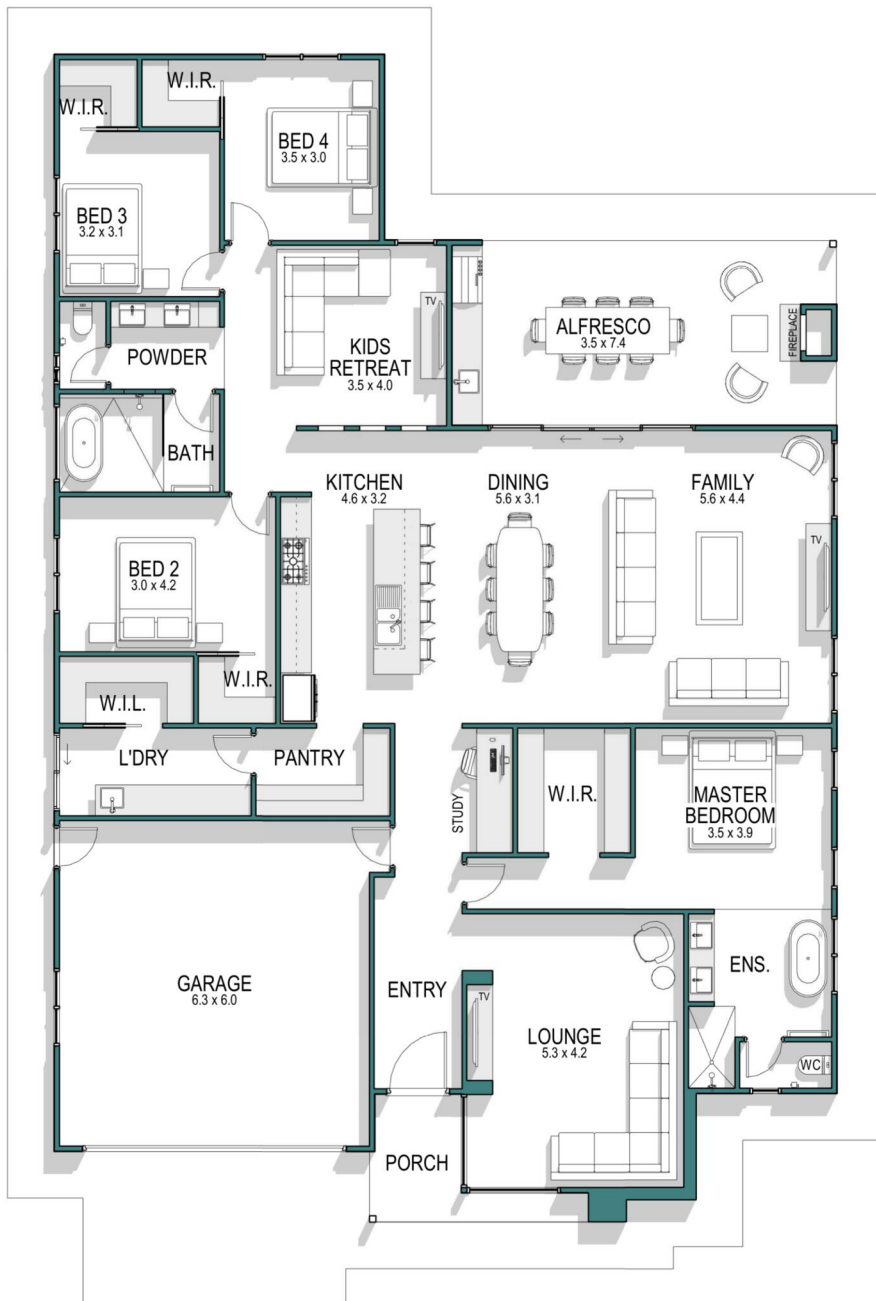 W.I.R.
W.I.R.
BED 4
3.5 x 3.0
BED 3
3.2 x 3.1
TV
KIDS
RETREAT
3.5 x 4.0
ALFRESCO
3.5 x 7.4
FIREPLACE
POWDER
BATH
KITCHEN
4.6 x 3.2
DINING
5.6 x 3.1
FAMILY
5.6 x 4.4
TV
BED 2
3.0 x 4.2
W.I.R.
W.I.L.
L'DRY
PANTRY
STUDY
W.I.R.
MASTER
BEDROOM
3.5 x 3.9
GARAGE
6.3 x 6.0
ENTRY
TV
LOUNGE
5.3 x 4.2
ENS.
WC
PORCH